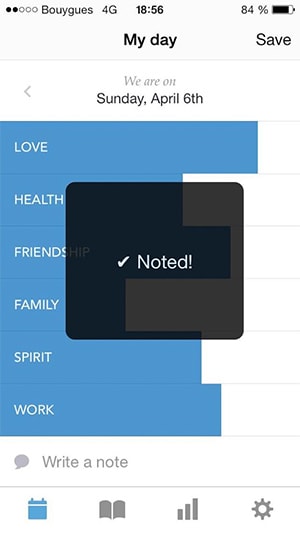 Bouygues 4G 18:56 84 %
My day Save
We are on
Sunday, April 6th
LOVE
HEALTH
FRIENDSHIP
✔ Noted!
FAMILY
SPIRIT
WORK
Write a note